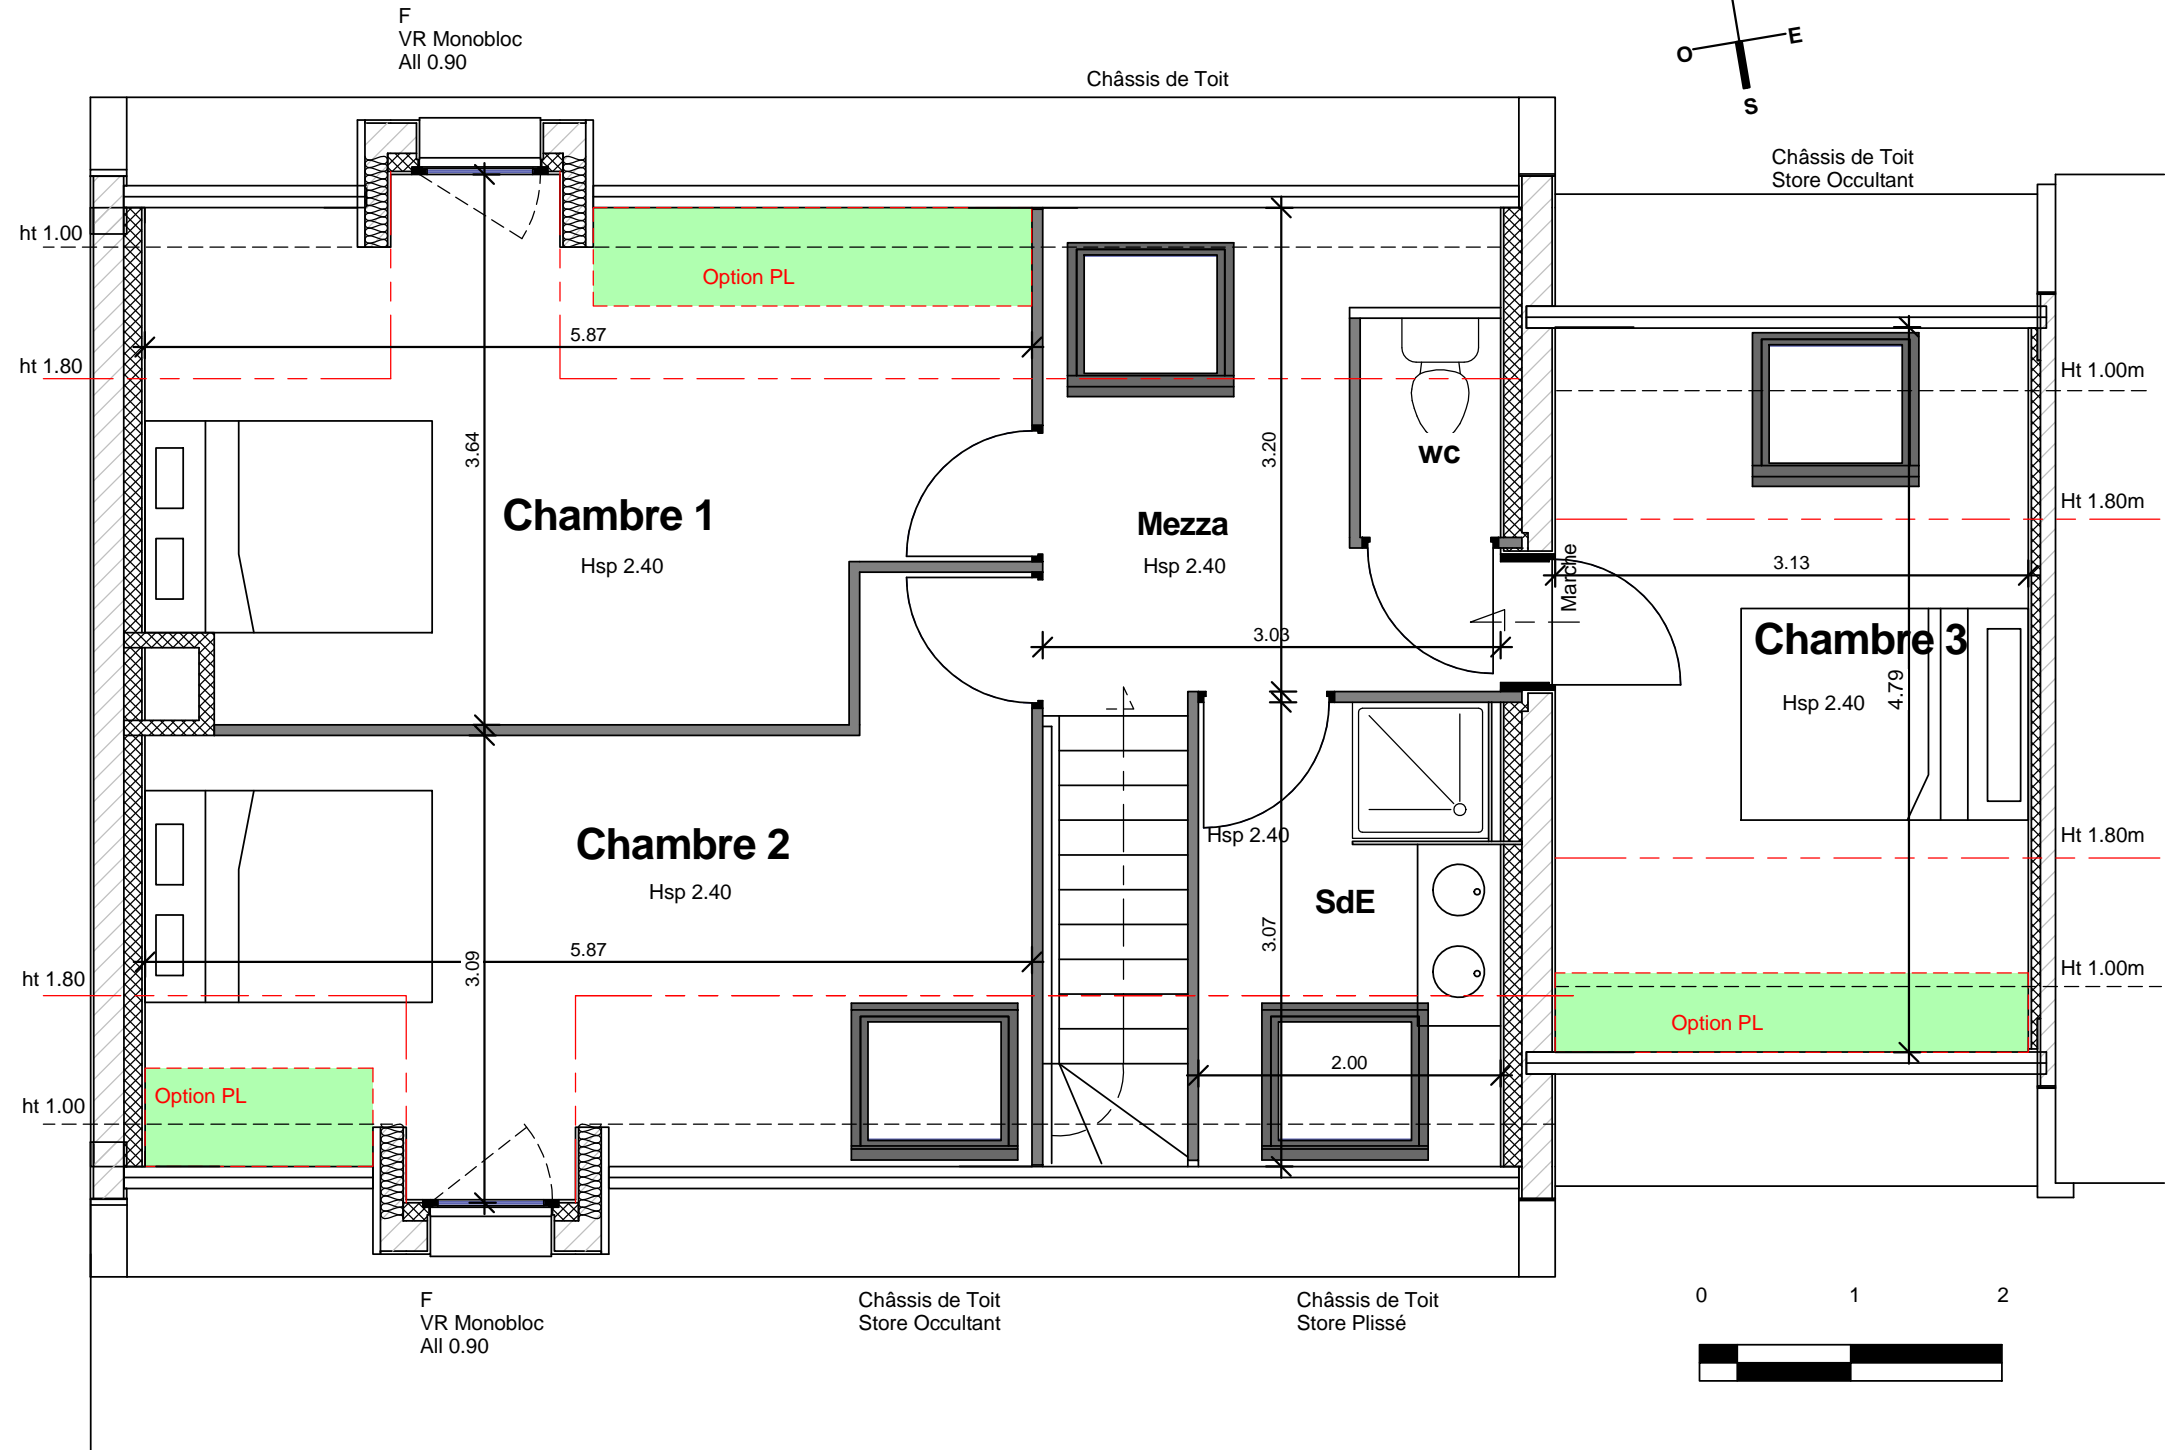 F
VR Monobloc
All 0.90
Châssis de Toit
O
E
S
Châssis de Toit
Store Occultant
ht 1.00
Option PL
5.87
ht 1.80
Ht 1.00m
3.64
3.20
wc
Chambre 1
Hsp 2.40
Mezza
Hsp 2.40
Ht 1.80m
3.13
Marche
3.03
Chambre 3
Hsp 2.40
4.79
Chambre 2
Hsp 2.40
Hsp 2.40
Ht 1.80m
SdE
3.07
5.87
3.09
ht 1.80
Ht 1.00m
Option PL
2.00
Option PL
ht 1.00
F
VR Monobloc
All 0.90
Châssis de Toit
Store Occultant
Châssis de Toit
Store Plissé
0 1 2